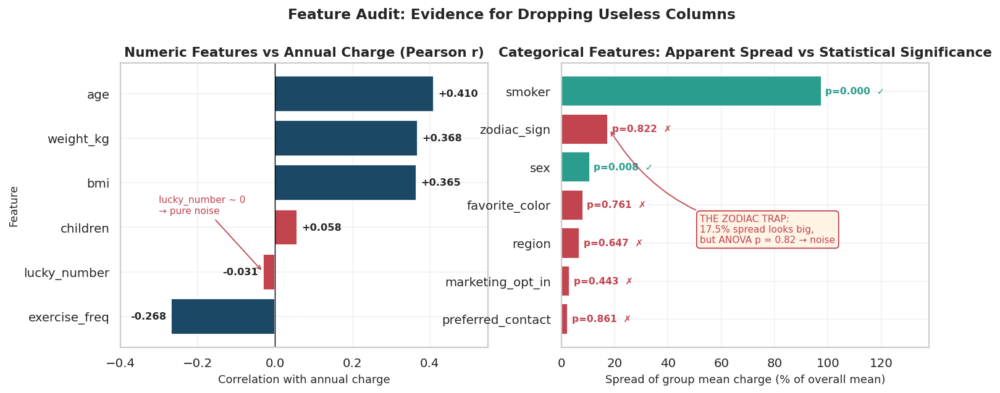 Feature Audit: Evidence for Dropping Useless Columns
Numeric Features vs Annual Charge (Pearson r)
Feature
age
weight_kg
bmi
children
lucky_number
exercise_freq
+0.410
+0.368
+0.365
+0.058
-0.031
-0.268
lucky_number ~ 0
→ pure noise
−0.4
−0.2
0.0
0.2
0.4
Correlation with annual charge
Categorical Features: Apparent Spread vs Statistical Significance
smoker
zodiac_sign
sex
favorite_color
region
marketing_opt_in
preferred_contact
p=0.000 ✓
p=0.822 ✗
p=0.008 ✓
p=0.761 ✗
p=0.647 ✗
p=0.443 ✗
p=0.861 ✗
THE ZODIAC TRAP:
17.5% spread looks big,
but ANOVA p = 0.82 → noise
0
20
40
60
80
100
120
Spread of group mean charge (% of overall mean)